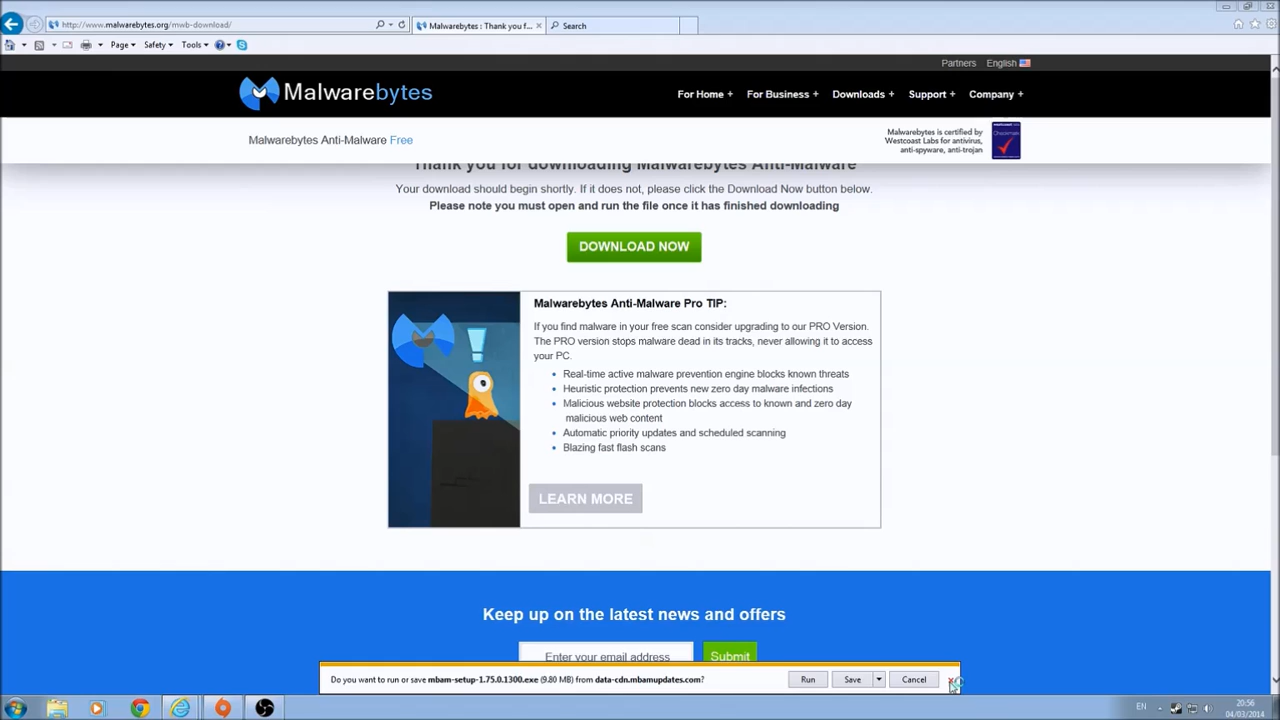 http://www.malwarebytes.org/mwb-download/
Malwarebytes : Thank you f...
Search
Page
Safety
Tools
Partners
English
Malwarebytes
For Home +
For Business +
Downloads +
Support +
Company +
Malwarebytes Anti-Malware Free
Malwarebytes is certified by
Westcoast Labs for antivirus,
anti-spyware, anti-trojan
Thank you for downloading Malwarebytes Anti-Malware
Your download should begin shortly. If it does not, please click the Download Now button below.
Please note you must open and run the file once it has finished downloading
DOWNLOAD NOW
Malwarebytes Anti-Malware Pro TIP:
If you find malware in your free scan consider upgrading to our PRO Version.
The PRO version stops malware dead in its tracks, never allowing it to access
your PC.
Real-time active malware prevention engine blocks known threats
Heuristic protection prevents new zero day malware infections
Malicious website protection blocks access to known and zero day
malicious web content
Automatic priority updates and scheduled scanning
Blazing fast flash scans
LEARN MORE
Keep up on the latest news and offers
Enter your email address
Submit
Do you want to run or save mbam-setup-1.75.0.1300.exe (9.80 MB) from data-cdn.mbamupdates.com?
Run
Save
Cancel
EN
20:56
04/03/2014